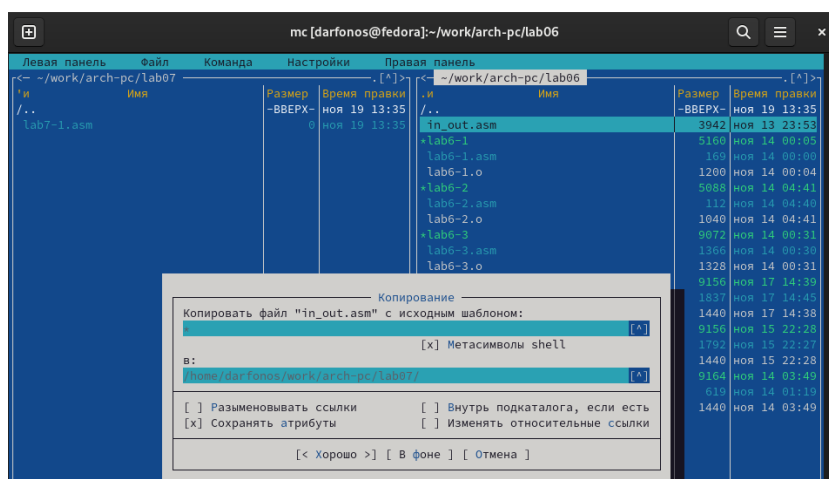 mc [darfonos@fedora]:~/work/arch-pc/lab06
×
Левая панель Файл Команда Настройки Правая панель
<— ~/work/arch-pc/lab07 .[^]>
'и Имя Размер Время правки
/.. -ВВЕРХ- ноя 19 13:35
lab7-1.asm 0 ноя 19 13:35
<— ~/work/arch-pc/lab06 .[^]>
.и Имя Размер Время правки
/.. -ВВЕРХ- ноя 19 13:35
in_out.asm 3942 ноя 13 23:53
*lab6-1 5160 ноя 14 00:05
lab6-1.asm 169 ноя 14 00:00
lab6-1.o 1200 ноя 14 00:04
*lab6-2 5088 ноя 14 04:41
lab6-2.asm 112 ноя 14 04:40
lab6-2.o 1040 ноя 14 04:41
*lab6-3 9072 ноя 14 00:31
lab6-3.asm 1366 ноя 14 00:30
lab6-3.o 1328 ноя 14 00:31
9156 ноя 17 14:39
1837 ноя 17 14:45
1440 ноя 17 14:38
9156 ноя 15 22:28
1792 ноя 15 22:27
1440 ноя 15 22:28
9164 ноя 14 03:49
619 ноя 14 01:19
1440 ноя 14 03:49
Копирование
Копировать файл "in_out.asm" с исходным шаблоном:
* [^]
[x] Метасимволы shell
в:
/home/darfonos/work/arch-pc/lab07/ [^]
[ ] Разыменовывать ссылки [ ] Внутрь подкаталога, если есть
[x] Сохранять атрибуты [ ] Изменять относительные ссылки
[< Хорошо >] [ В фоне ] [ Отмена ]